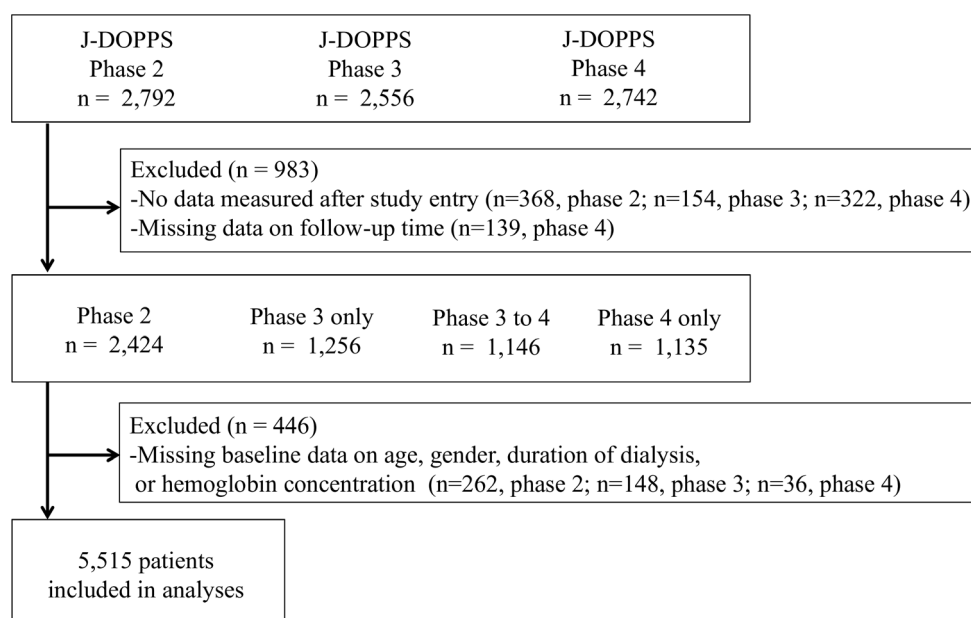 J-DOPPS
Phase 2
n = 2,792
J-DOPPS
Phase 3
n = 2,556
J-DOPPS
Phase 4
n = 2,742
Excluded (n = 983)
-No data measured after study entry (n=368, phase 2; n=154, phase 3; n=322, phase 4)
-Missing data on follow-up time (n=139, phase 4)
Phase 2
n = 2,424
Phase 3 only
n = 1,256
Phase 3 to 4
n = 1,146
Phase 4 only
n = 1,135
Excluded (n = 446)
-Missing baseline data on age, gender, duration of dialysis,
or hemoglobin concentration (n=262, phase 2; n=148, phase 3; n=36, phase 4)
5,515 patients
included in analyses